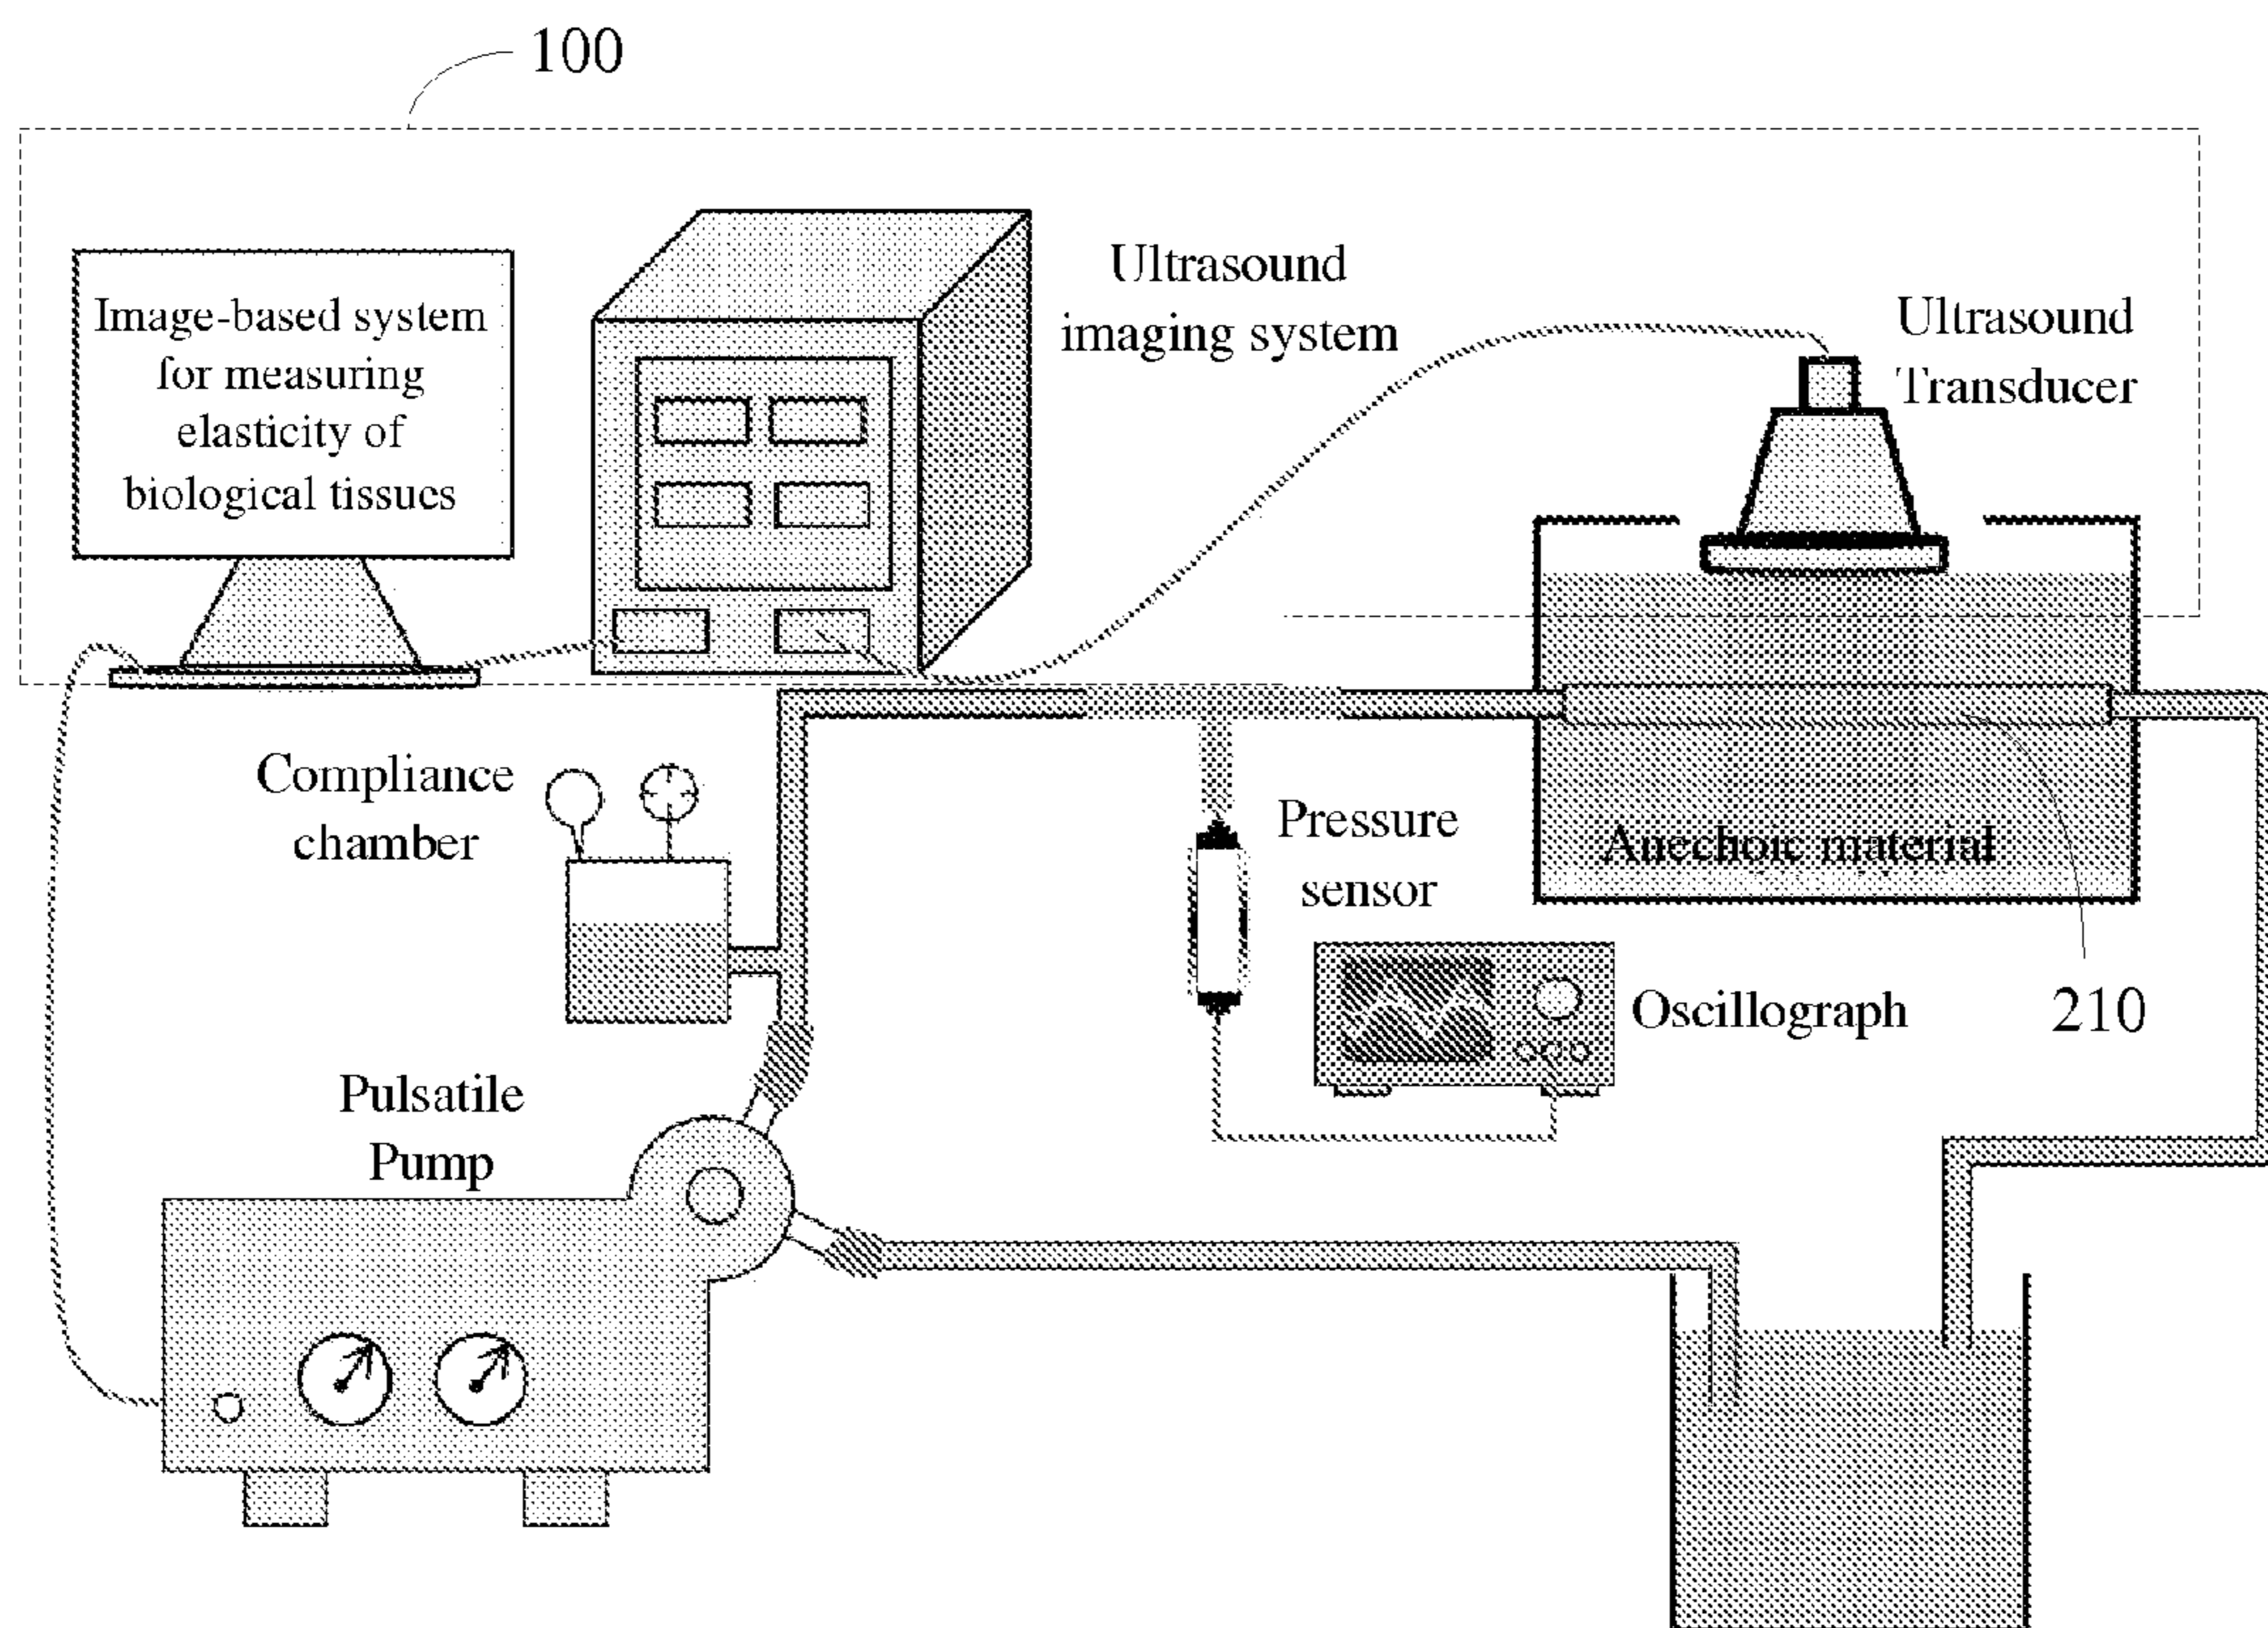 100
Image-based system
for measuring
elasticity of
biological tissues
Ultrasound
imaging system
Ultrasound
Transducer
Compliance
chamber
Pressure
sensor
Anechoic material
Oscillograph
210
Pulsatile
Pump